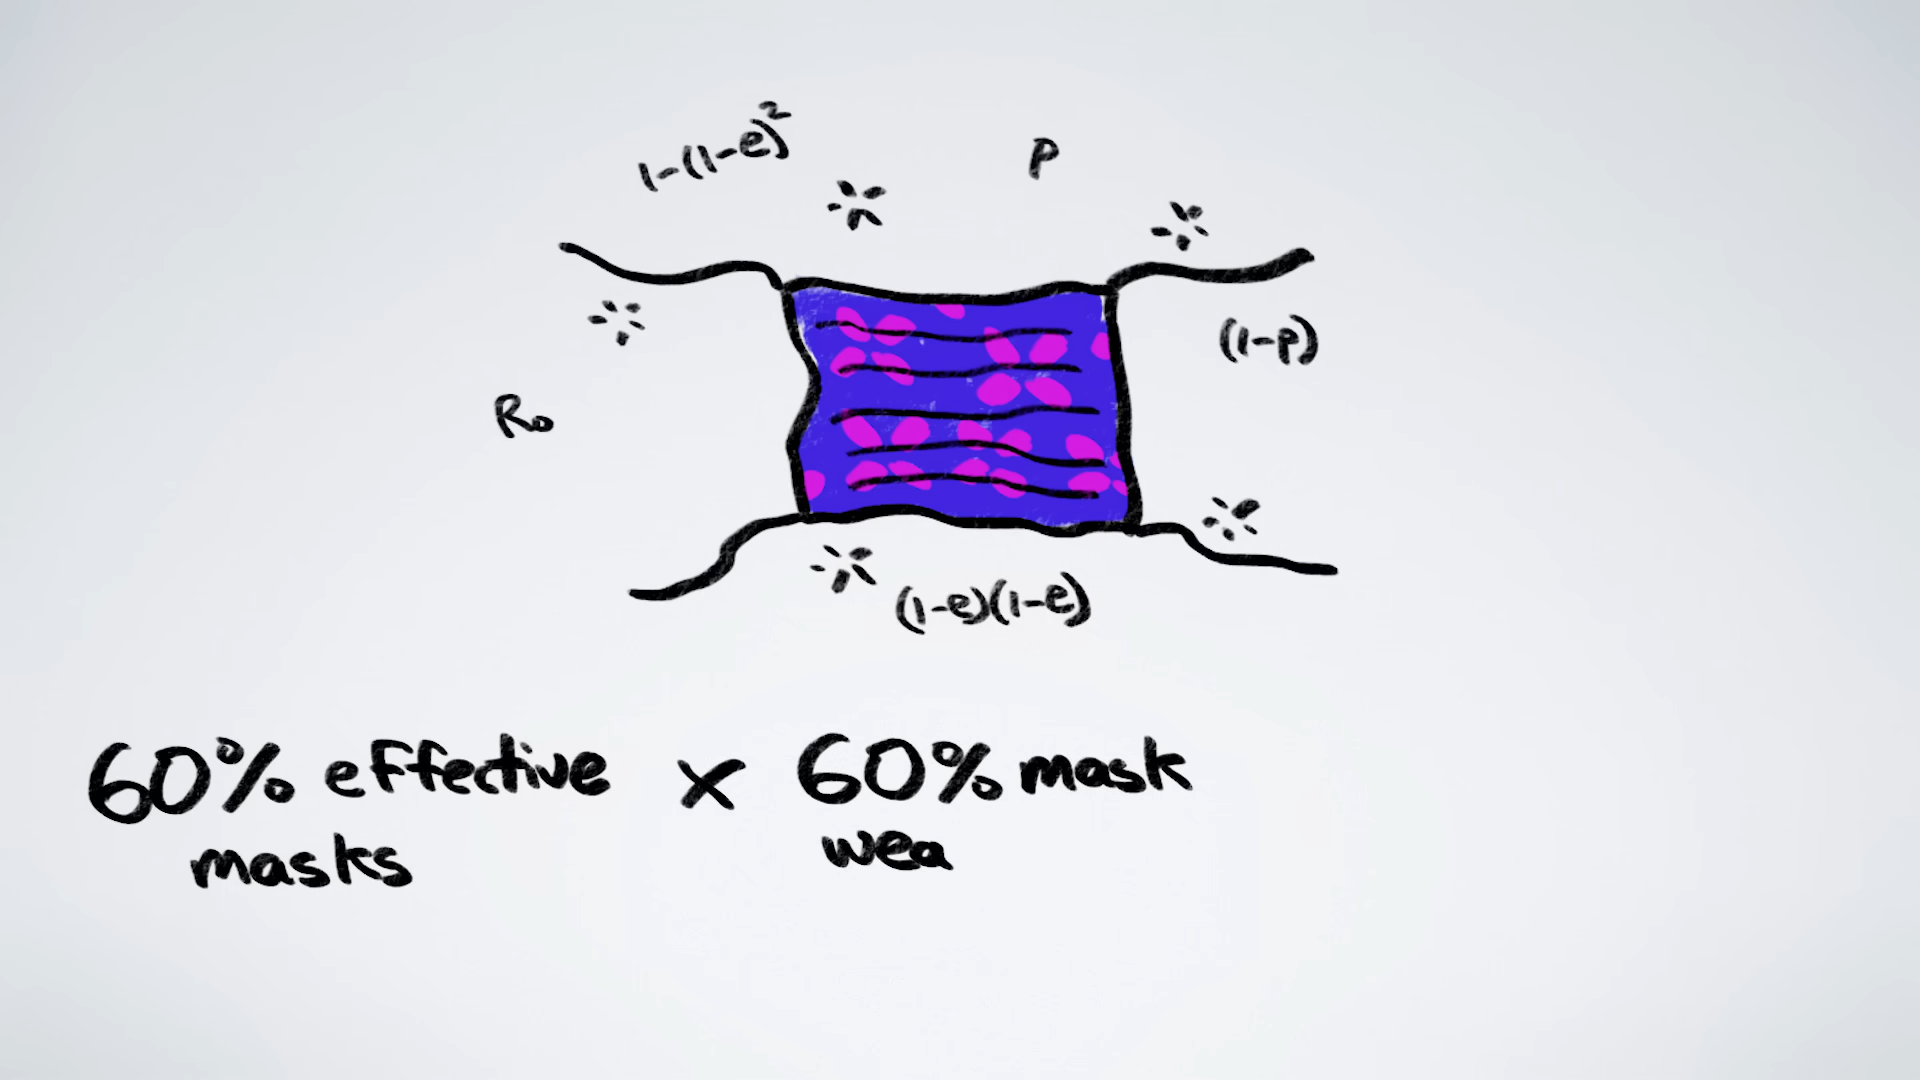 1-(1-e)²
P
(1-P)
Ro
(1-e)(1-e)
60% effective masks
x
60% mask wea